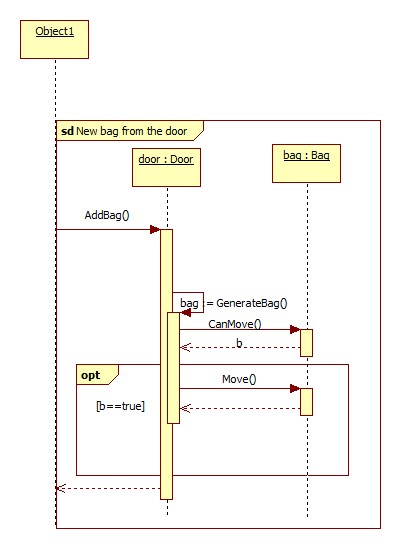 Object1
sd New bag from the door
door : Door
bag : Bag
AddBag()
bag := GenerateBag()
CanMove()
b
opt
Move()
[b==true]